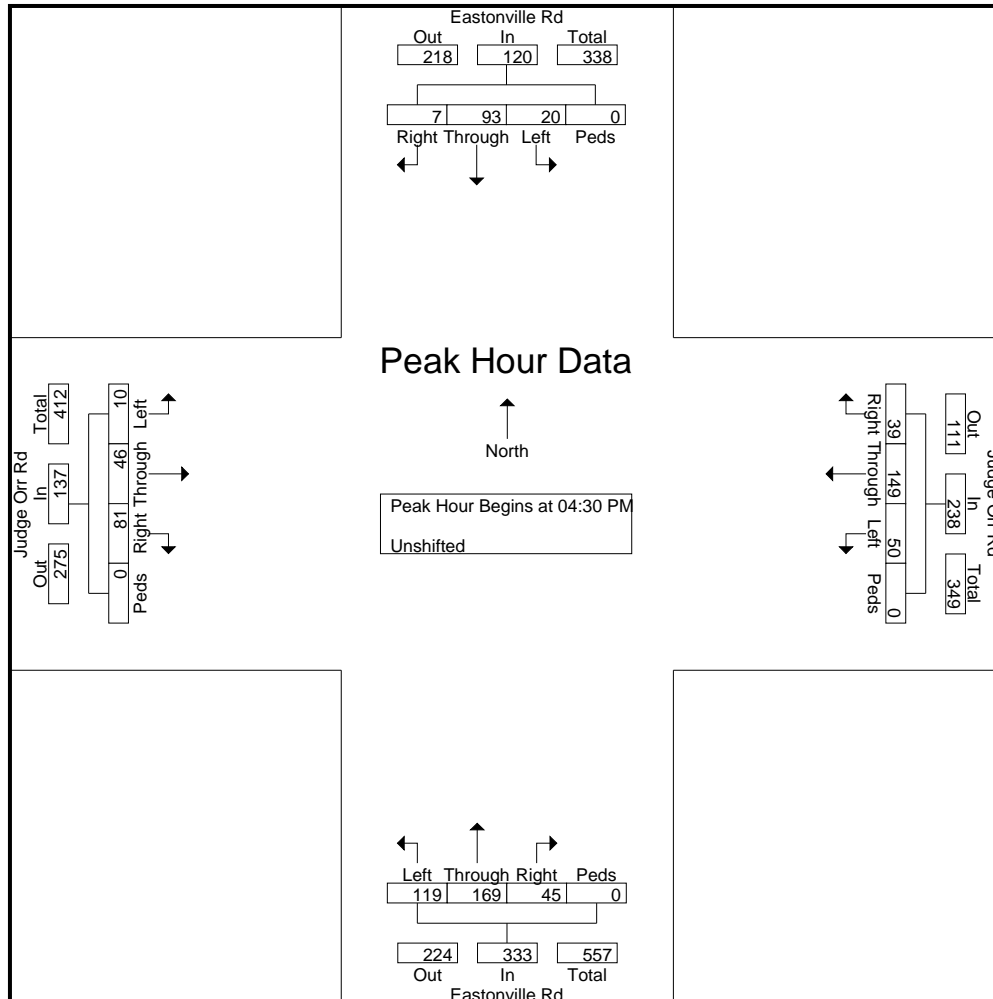 Eastonville Rd
Out In Total
218 120 338
7 93 20 0
Right Through Left Peds
Peak Hour Data
North
Peak Hour Begins at 04:30 PM
Unshifted
Judge Orr Rd
Total In Out
412 137 275
10 46 81 0
Left Through Right Peds
Right Through Left Peds
39 149 50 0
Out In Total
111 238 349
Judge Orr Rd
Left Through Right Peds
119 169 45 0
224 333 557
Out In Total
Eastonville Rd